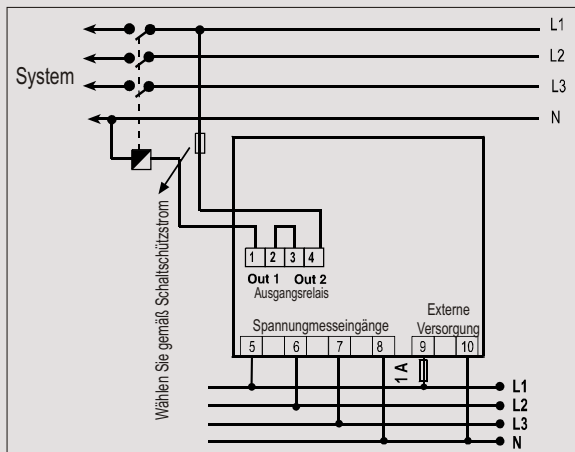 L1
L2
System
L3
N
Wählen Sie gemäß Schaltschützstrom
1 2 3 4
Out 1 Out 2
Ausgangsrelais
Spannungmesseingänge
Externe
Versorgung
5 6 7 8 9 10
1 A
L1
L2
L3
N